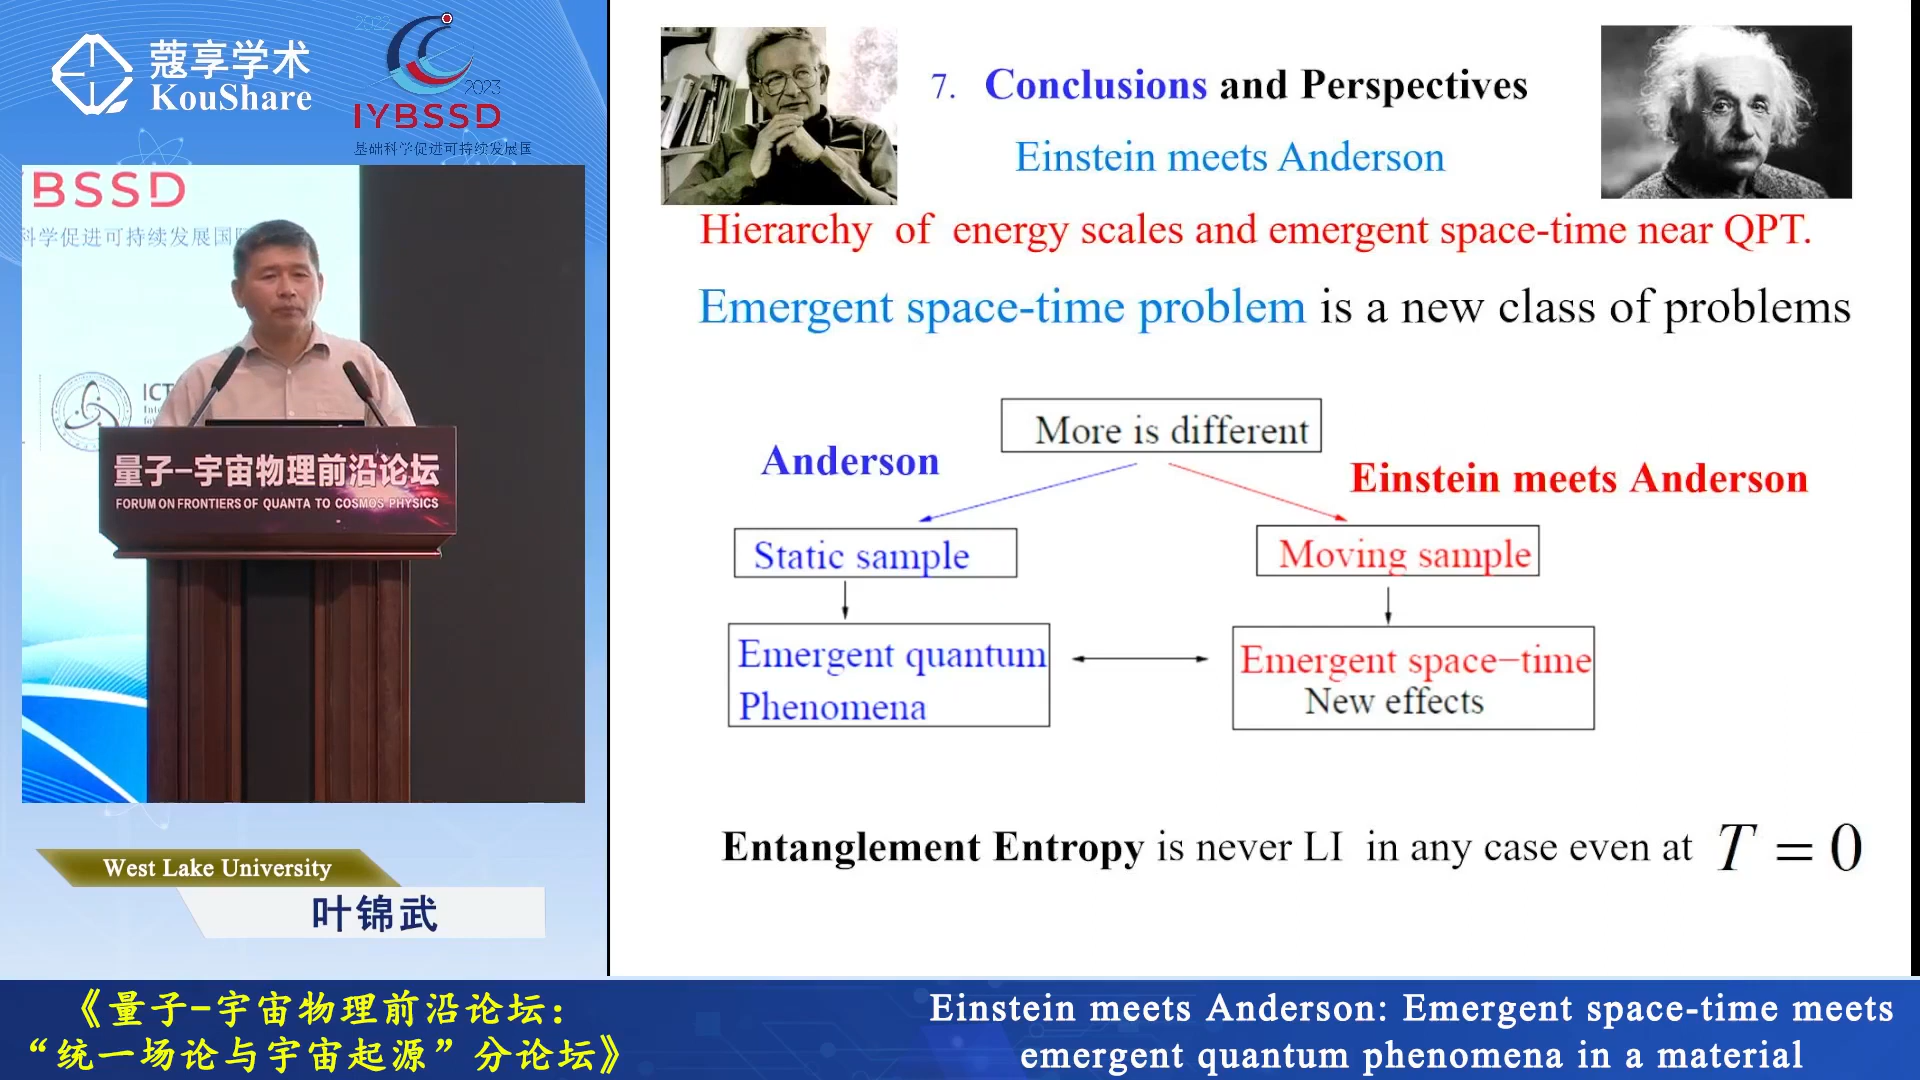 蔻享学术
KouShare
2022
2023
IYBSSD
基础科学促进可持续发展国
BSSD
科学促进可持续发展国际
ICT
量子-宇宙物理前沿论坛
FORUM ON FRONTIERS OF QUANTA TO COSMOS PHYSICS
West Lake University
叶锦武
7. Conclusions and Perspectives
Einstein meets Anderson
Hierarchy of energy scales and emergent space-time near QPT.
Emergent space-time problem is a new class of problems
More is different
Anderson
Einstein meets Anderson
Static sample
Moving sample
Emergent quantum
Phenomena
Emergent space-time
New effects
Entanglement Entropy is never LI in any case even at T = 0
《量子-宇宙物理前沿论坛：
“统一场论与宇宙起源”分论坛》
Einstein meets Anderson: Emergent space-time meets
emergent quantum phenomena in a material